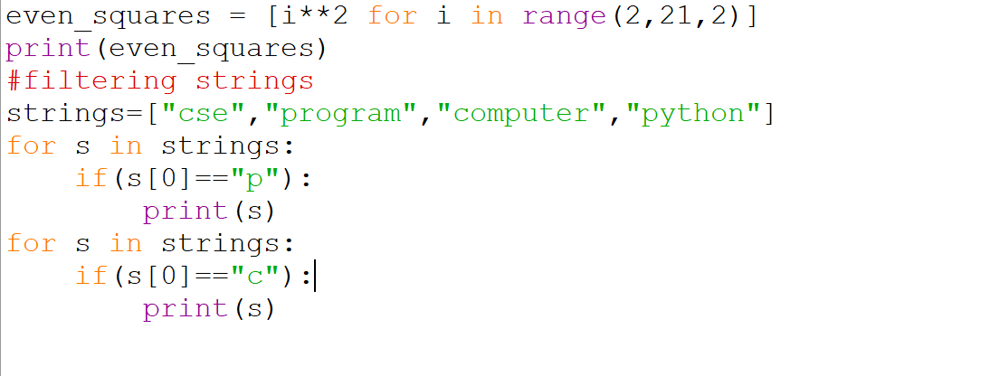 even_squares = [i**2 for i in range(2,21,2)]
print(even_squares)
#filtering strings
strings=["cse","program","computer","python"]
for s in strings:
    if(s[0]=="p"):
        print(s)
for s in strings:
    if(s[0]=="c"):
        print(s)